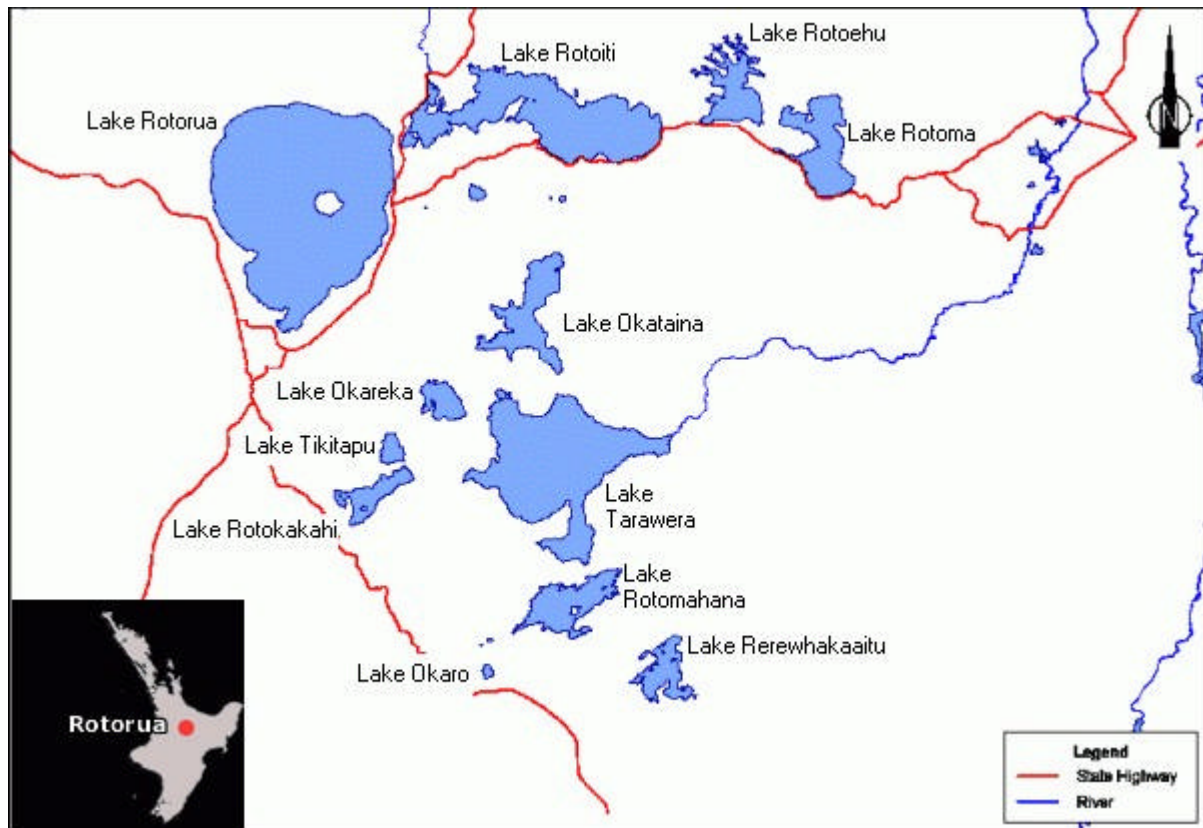 Lake Rotoehu
Lake Rotoiti
Lake Rotorua
Lake Rotoma
N
Lake Okataina
Lake Okareka
Lake Tikitapu
Lake
Tarawera
Lake Rotokakahi
Lake
Rotomahana
Lake Rerewhakaaitu
Lake Okaro
Rotorua
Legend
State Highway
River